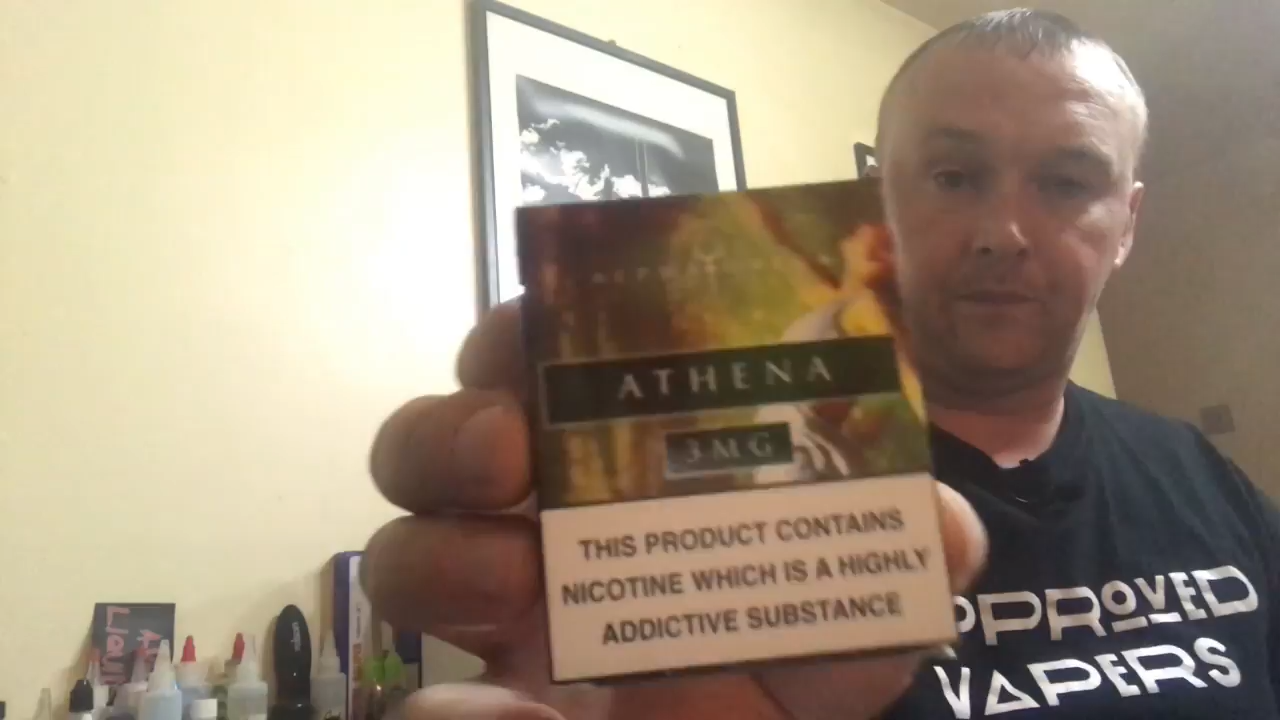 ATHENA
3MG
THIS PRODUCT CONTAINS
NICOTINE WHICH IS A HIGHLY
ADDICTIVE SUBSTANCE
PPROVED
VAPERS